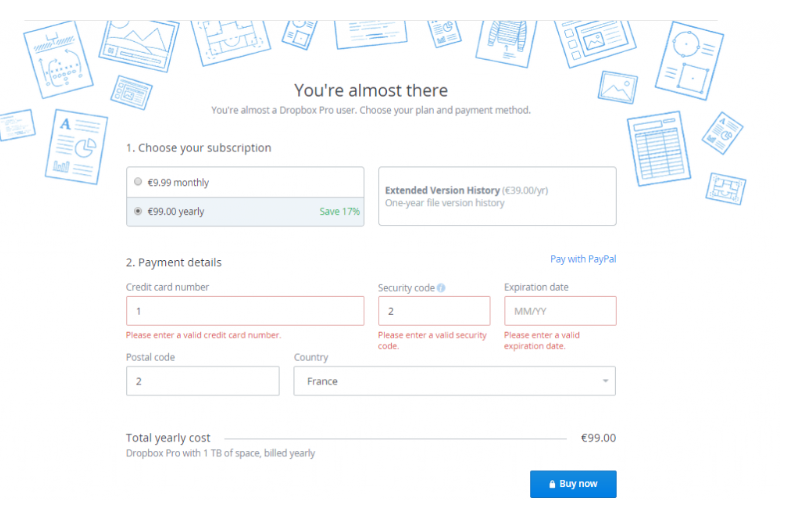 You're almost there
You're almost a Dropbox Pro user. Choose your plan and payment method.
1. Choose your subscription
€9.99 monthly
€99.00 yearly
Save 17%
Extended Version History (€39.00/yr)
One-year file version history
2. Payment details
Pay with PayPal
Credit card number
Security code
Expiration date
1
2
MM/YY
Please enter a valid credit card number.
Please enter a valid security
code.
Please enter a valid
expiration date.
Postal code
Country
2
France
Total yearly cost
€99.00
Dropbox Pro with 1 TB of space, billed yearly
Buy now
A
A